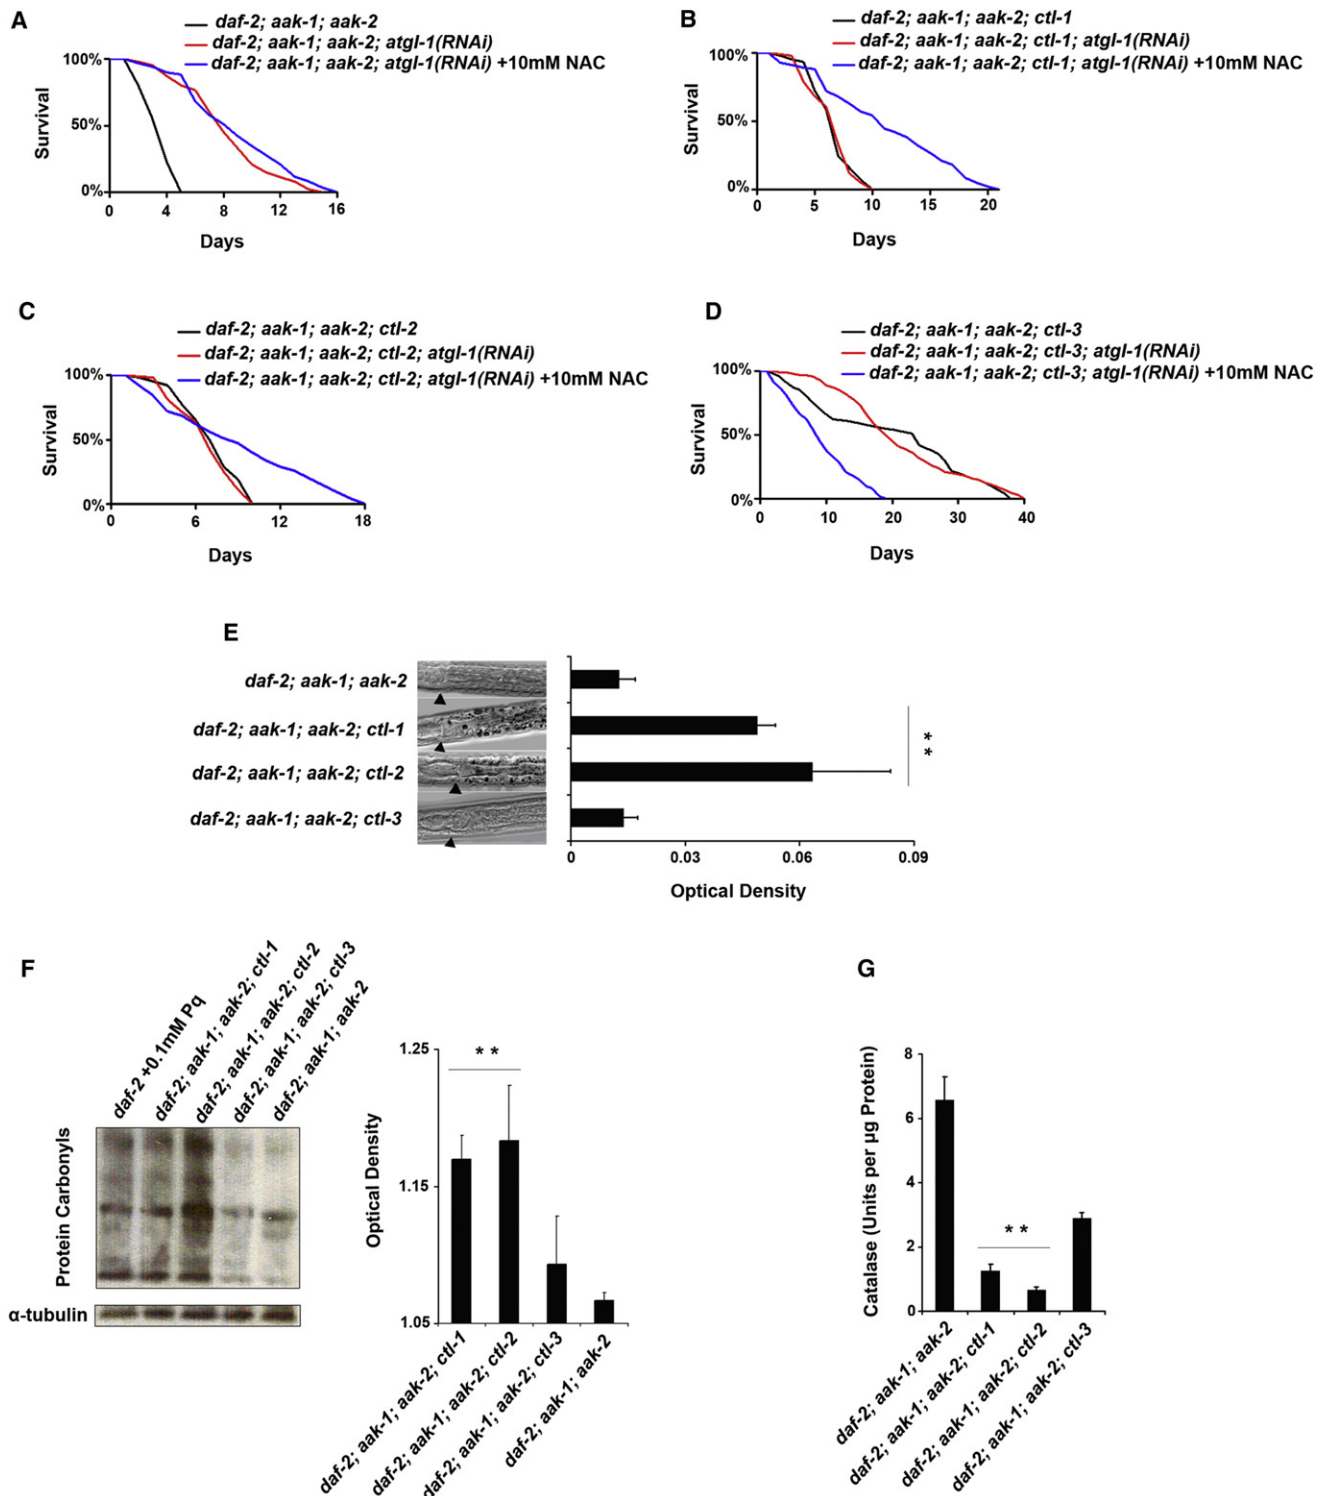 A
daf-2; aak-1; aak-2
daf-2; aak-1; aak-2; atgl-1(RNAi)
daf-2; aak-1; aak-2; atgl-1(RNAi) +10mM NAC
100%
50%
0%
Survival
0 4 8 12 16
Days
B
daf-2; aak-1; aak-2; ctl-1
daf-2; aak-1; aak-2; ctl-1; atgl-1(RNAi)
daf-2; aak-1; aak-2; ctl-1; atgl-1(RNAi) +10mM NAC
100%
50%
0%
Survival
0 5 10 15 20
Days
C
daf-2; aak-1; aak-2; ctl-2
daf-2; aak-1; aak-2; ctl-2; atgl-1(RNAi)
daf-2; aak-1; aak-2; ctl-2; atgl-1(RNAi) +10mM NAC
100%
50%
0%
Survival
0 6 12 18
Days
D
daf-2; aak-1; aak-2; ctl-3
daf-2; aak-1; aak-2; ctl-3; atgl-1(RNAi)
daf-2; aak-1; aak-2; ctl-3; atgl-1(RNAi) +10mM NAC
100%
50%
0%
Survival
0 10 20 30 40
Days
E
daf-2; aak-1; aak-2
daf-2; aak-1; aak-2; ctl-1
daf-2; aak-1; aak-2; ctl-2
daf-2; aak-1; aak-2; ctl-3
* *
0 0.03 0.06 0.09
Optical Density
F
daf-2 +0.1mM Pq
daf-2; aak-1; aak-2; ctl-1
daf-2; aak-1; aak-2; ctl-2
daf-2; aak-1; aak-2; ctl-3
daf-2; aak-1; aak-2
Protein Carbonyls
α-tubulin
1.25
1.15
1.05
Optical Density
* *
daf-2; aak-1; aak-2; ctl-1
daf-2; aak-1; aak-2; ctl-2
daf-2; aak-1; aak-2; ctl-3
daf-2; aak-1; aak-2
G
8
6
4
2
0
Catalase (Units per µg Protein)
* *
daf-2; aak-1; aak-2
daf-2; aak-1; aak-2; ctl-1
daf-2; aak-1; aak-2; ctl-2
daf-2; aak-1; aak-2; ctl-3